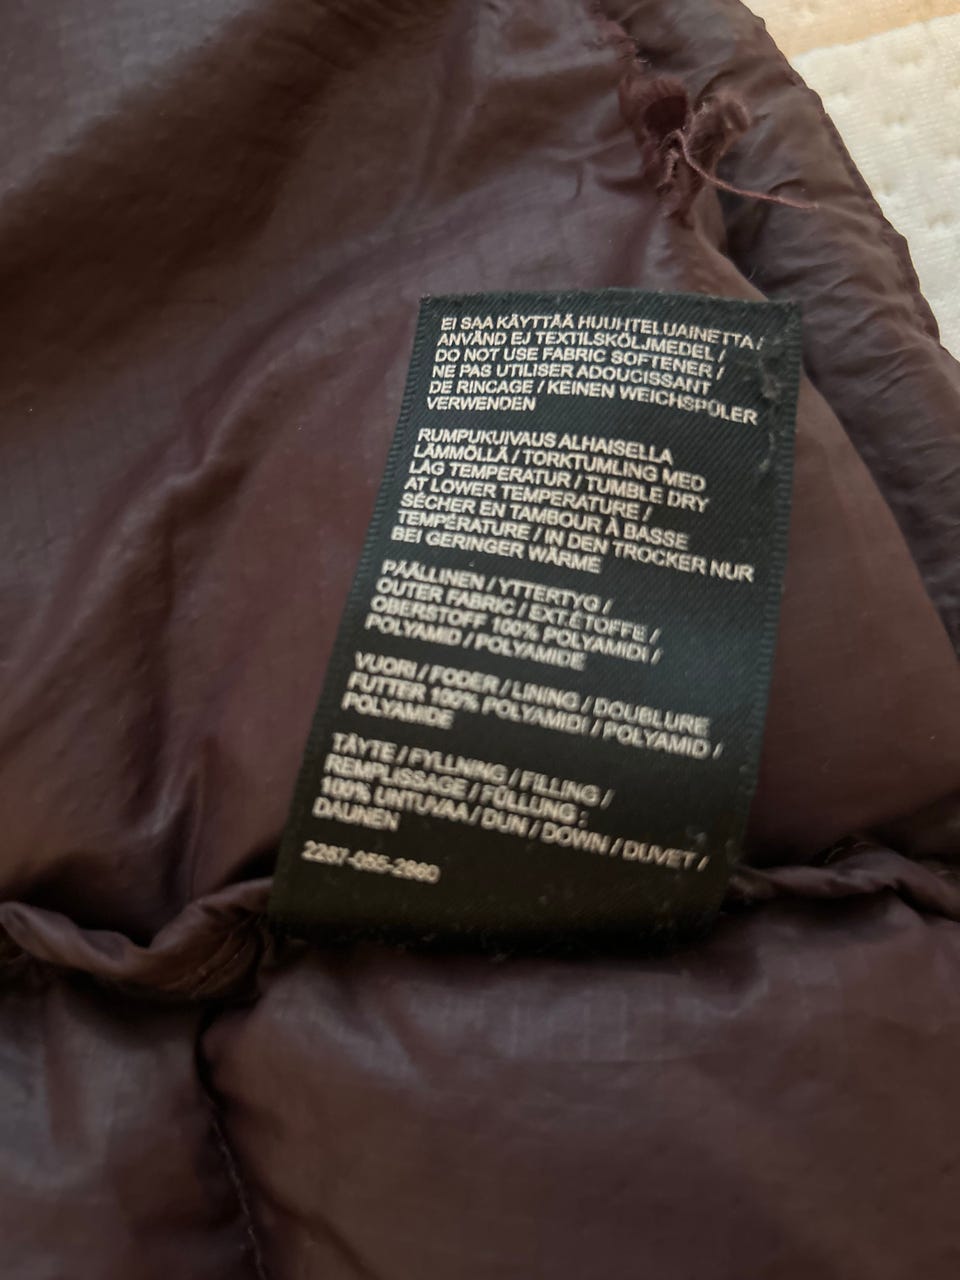 EI SAA KÄYTTÄÄ HUUHTELUAINETTA /
ANVÄND EJ TEXTILSKÖLJMEDEL /
DO NOT USE FABRIC SOFTENER /
NE PAS UTILISER ADOUCISSANT
DE RINCAGE / KEINEN WEICHSPÜLER
VERWENDEN
RUMPUKUIVAUS ALHAISELLA
LÄMMÖLLÄ / TORKTUMLING MED
LÅG TEMPERATUR / TUMBLE DRY
AT LOWER TEMPERATURE /
SÉCHER EN TAMBOUR À BASSE
TEMPÉRATURE / IN DEN TROCKER NUR
BEI GERINGER WÄRME
PÄÄLLINEN / YTTERTYG /
OUTER FABRIC / EXT.ÉTOFFE /
OBERSTOFF 100% POLYAMIDI /
POLYAMID / POLYAMIDE
VUORI / FODER / LINING / DOUBLURE
FUTTER 100% POLYAMIDI / POLYAMID /
POLYAMIDE
TÄYTE / FYLLNING / FILLING /
REMPLISSAGE / FÜLLUNG :
100% UNTUVAA / DUN / DOWN / DUVET /
DAUNEN
2267-055-2860